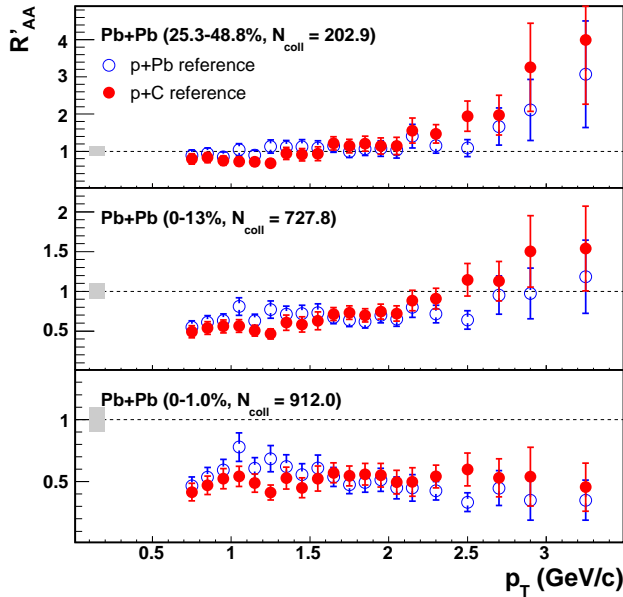 R'AA
Pb+Pb (25.3-48.8%, Ncoll = 202.9)
p+Pb reference
p+C reference
4
3
2
1
Pb+Pb (0-13%, Ncoll = 727.8)
2
1.5
1
0.5
Pb+Pb (0-1.0%, Ncoll = 912.0)
1
0.5
0.5 1 1.5 2 2.5 3
pT (GeV/c)